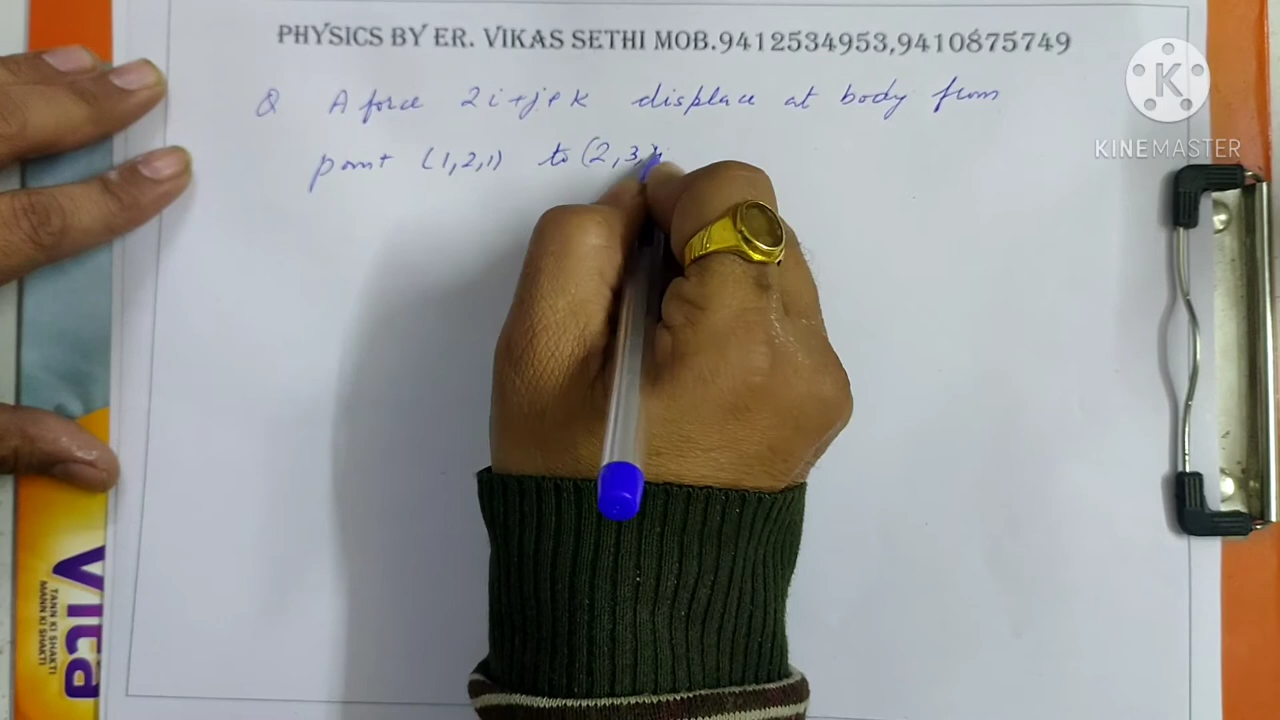 PHYSICS BY ER. VIKAS SETHI MOB.9412534953,9410875749
Q A force 2i+j+k displace at body from
point (1,2,1) to (2,3,
KINEMASTER
Vita
TANN KI SHAKTI
MANN KI SHAKTI